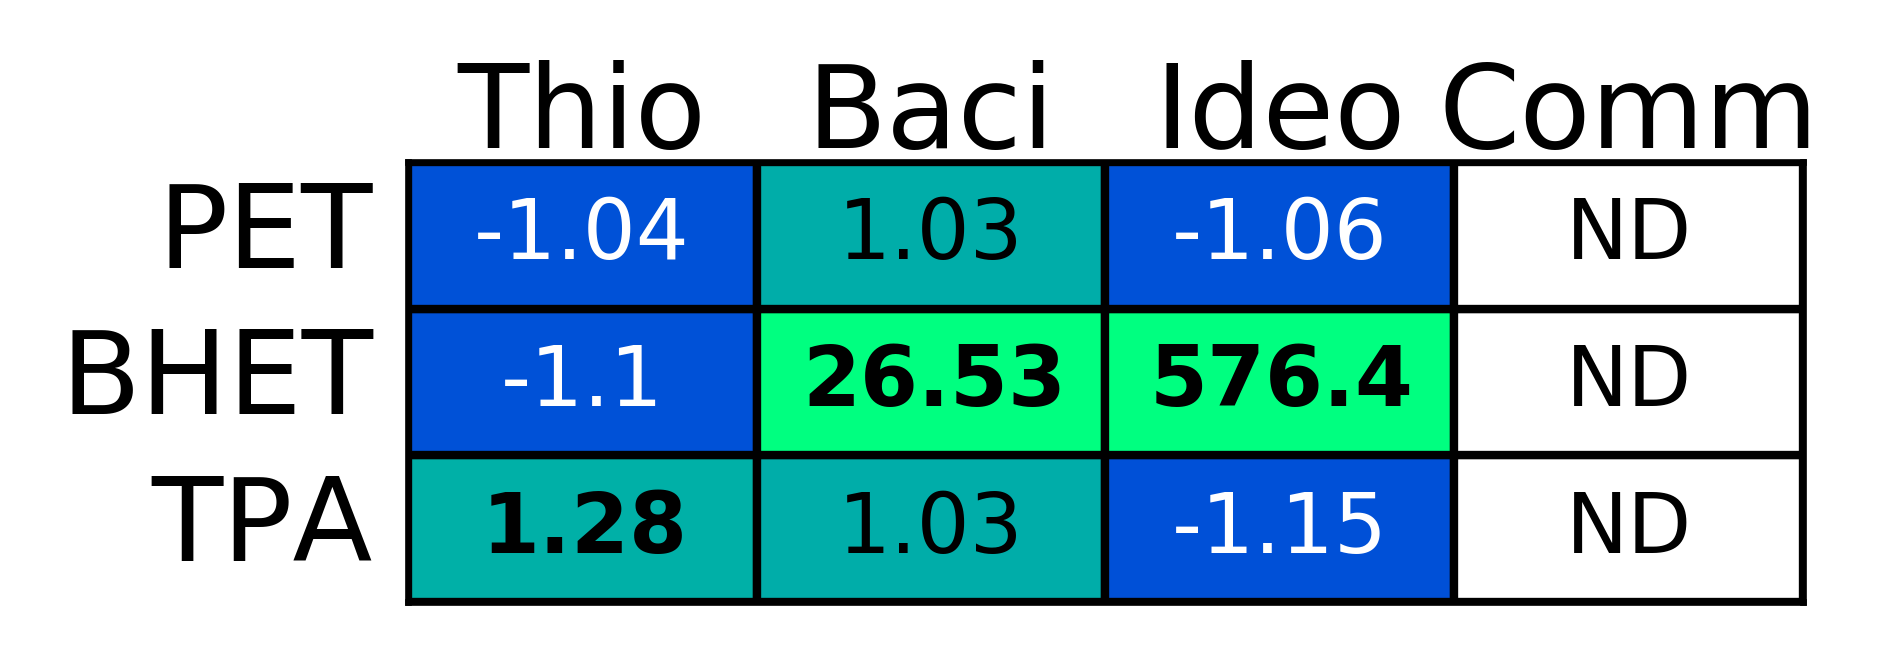 Thio Baci Ideo Comm
PET -1.04 1.03 -1.06 ND
BHET -1.1 26.53 576.4 ND
TPA 1.28 1.03 -1.15 ND